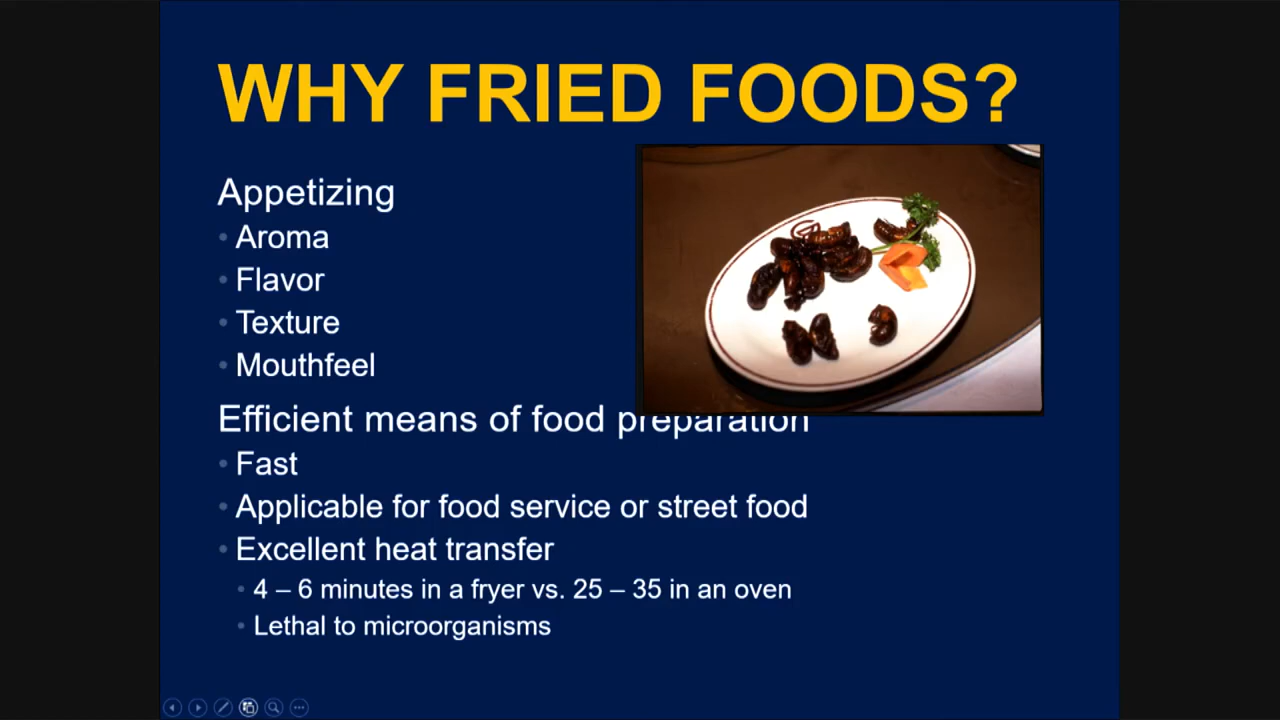 WHY FRIED FOODS?
Appetizing
• Aroma
• Flavor
• Texture
• Mouthfeel
Efficient means of food preparation
• Fast
• Applicable for food service or street food
• Excellent heat transfer
• 4 – 6 minutes in a fryer vs. 25 – 35 in an oven
• Lethal to microorganisms